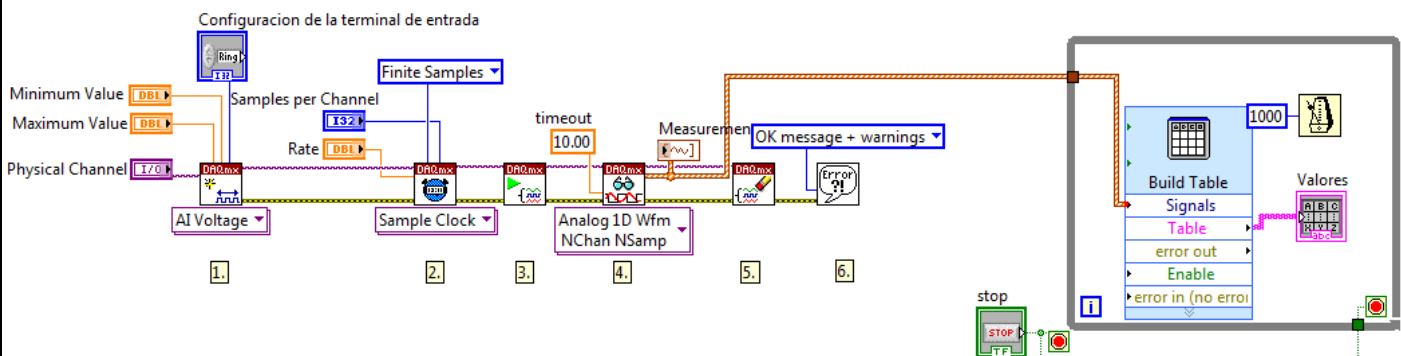 Configuracion de la terminal de entrada
Ring
I32
Finite Samples
Minimum Value DBL
Samples per Channel
I32
Maximum Value DBL
Rate DBL
timeout
10.00
Measuremen
OK message + warnings
1000
Physical Channel I/O
DAQmx
DAQmx
DAQmx
DAQmx
DAQmx
Error
?!
Build Table
Valores
AI Voltage
Sample Clock
Analog 1D Wfm
NChan NSamp
Signals
Table
abc
error out
Enable
error in (no erroi
1.
2.
3.
4.
5.
6.
i
stop
STOP
TF